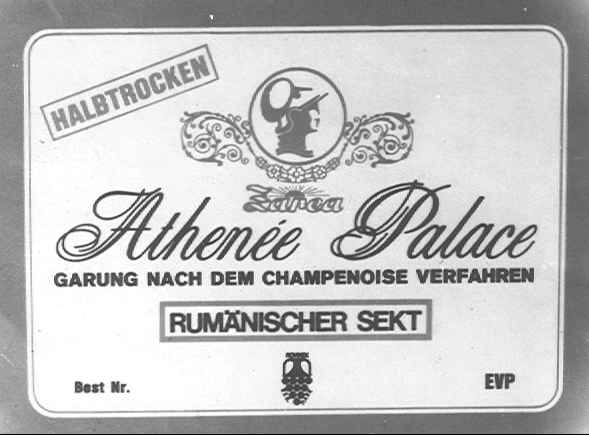 HALBTROCKEN
Zarea
Athenée Palace
GARUNG NACH DEM CHAMPENOISE VERFAHREN
RUMÄNISCHER SEKT
Best Nr.
EVP